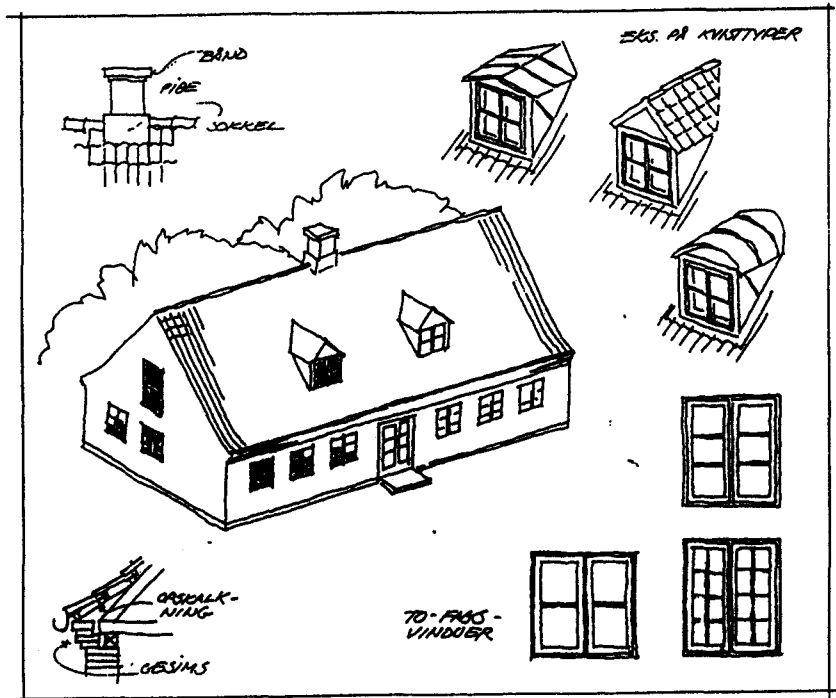 BÅND
PIBE
SOKKEL
EKS. PÅ KVISTTYPER
OPSKALK-
NING
GESIMS
TO-FAGS-
VINDUER